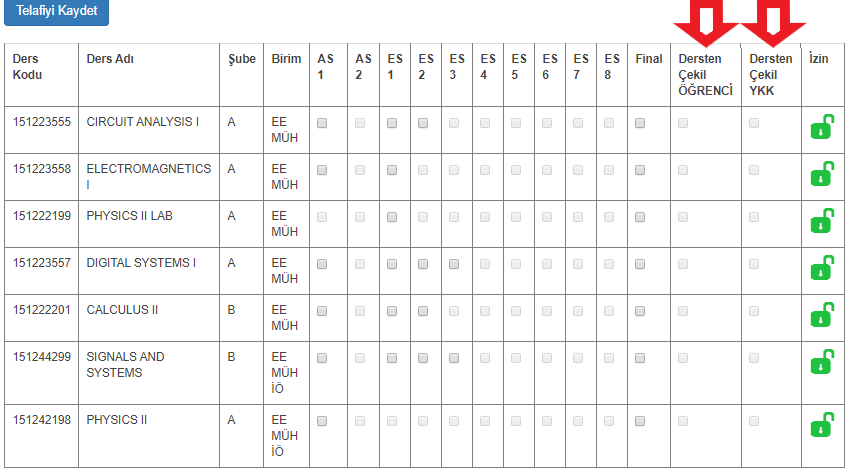 Telafiyi Kaydet
Ders Kodu Ders Adı Şube Birim AS 1 AS 2 ES 1 ES 2 ES 3 ES 4 ES 5 ES 6 ES 7 ES 8 Final Dersten Çekil ÖĞRENCİ Dersten Çekil YKK İzin
151223555 CIRCUIT ANALYSIS I A EE MÜH
151223558 ELECTROMAGNETICS I A EE MÜH
151222199 PHYSICS II LAB A EE MÜH
151223557 DIGITAL SYSTEMS I A EE MÜH
151222201 CALCULUS II B EE MÜH
151244299 SIGNALS AND SYSTEMS B EE MÜH İÖ
151242198 PHYSICS II A EE MÜH İÖ